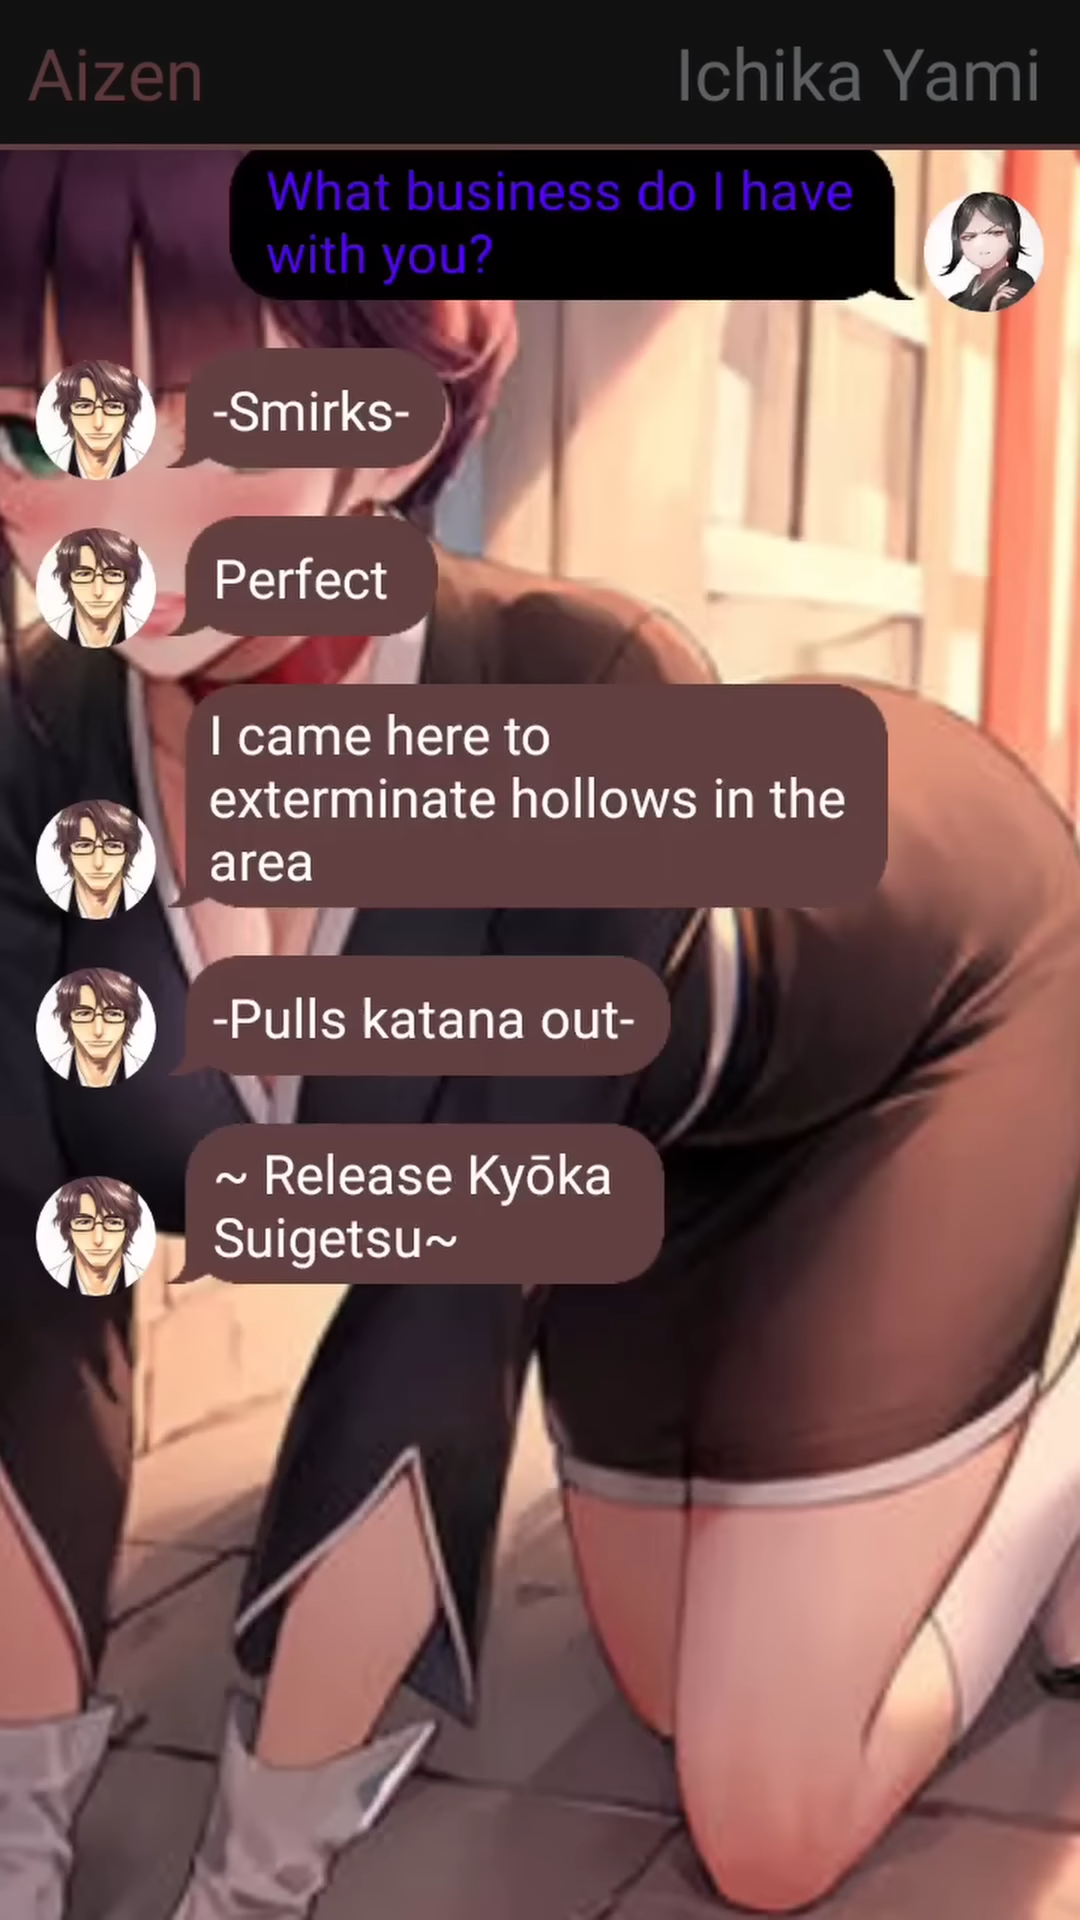 Aizen
Ichika Yami
What business do I have
with you?
-Smirks-
Perfect
I came here to
exterminate hollows in the
area
-Pulls katana out-
~ Release Kyōka
Suigetsu~